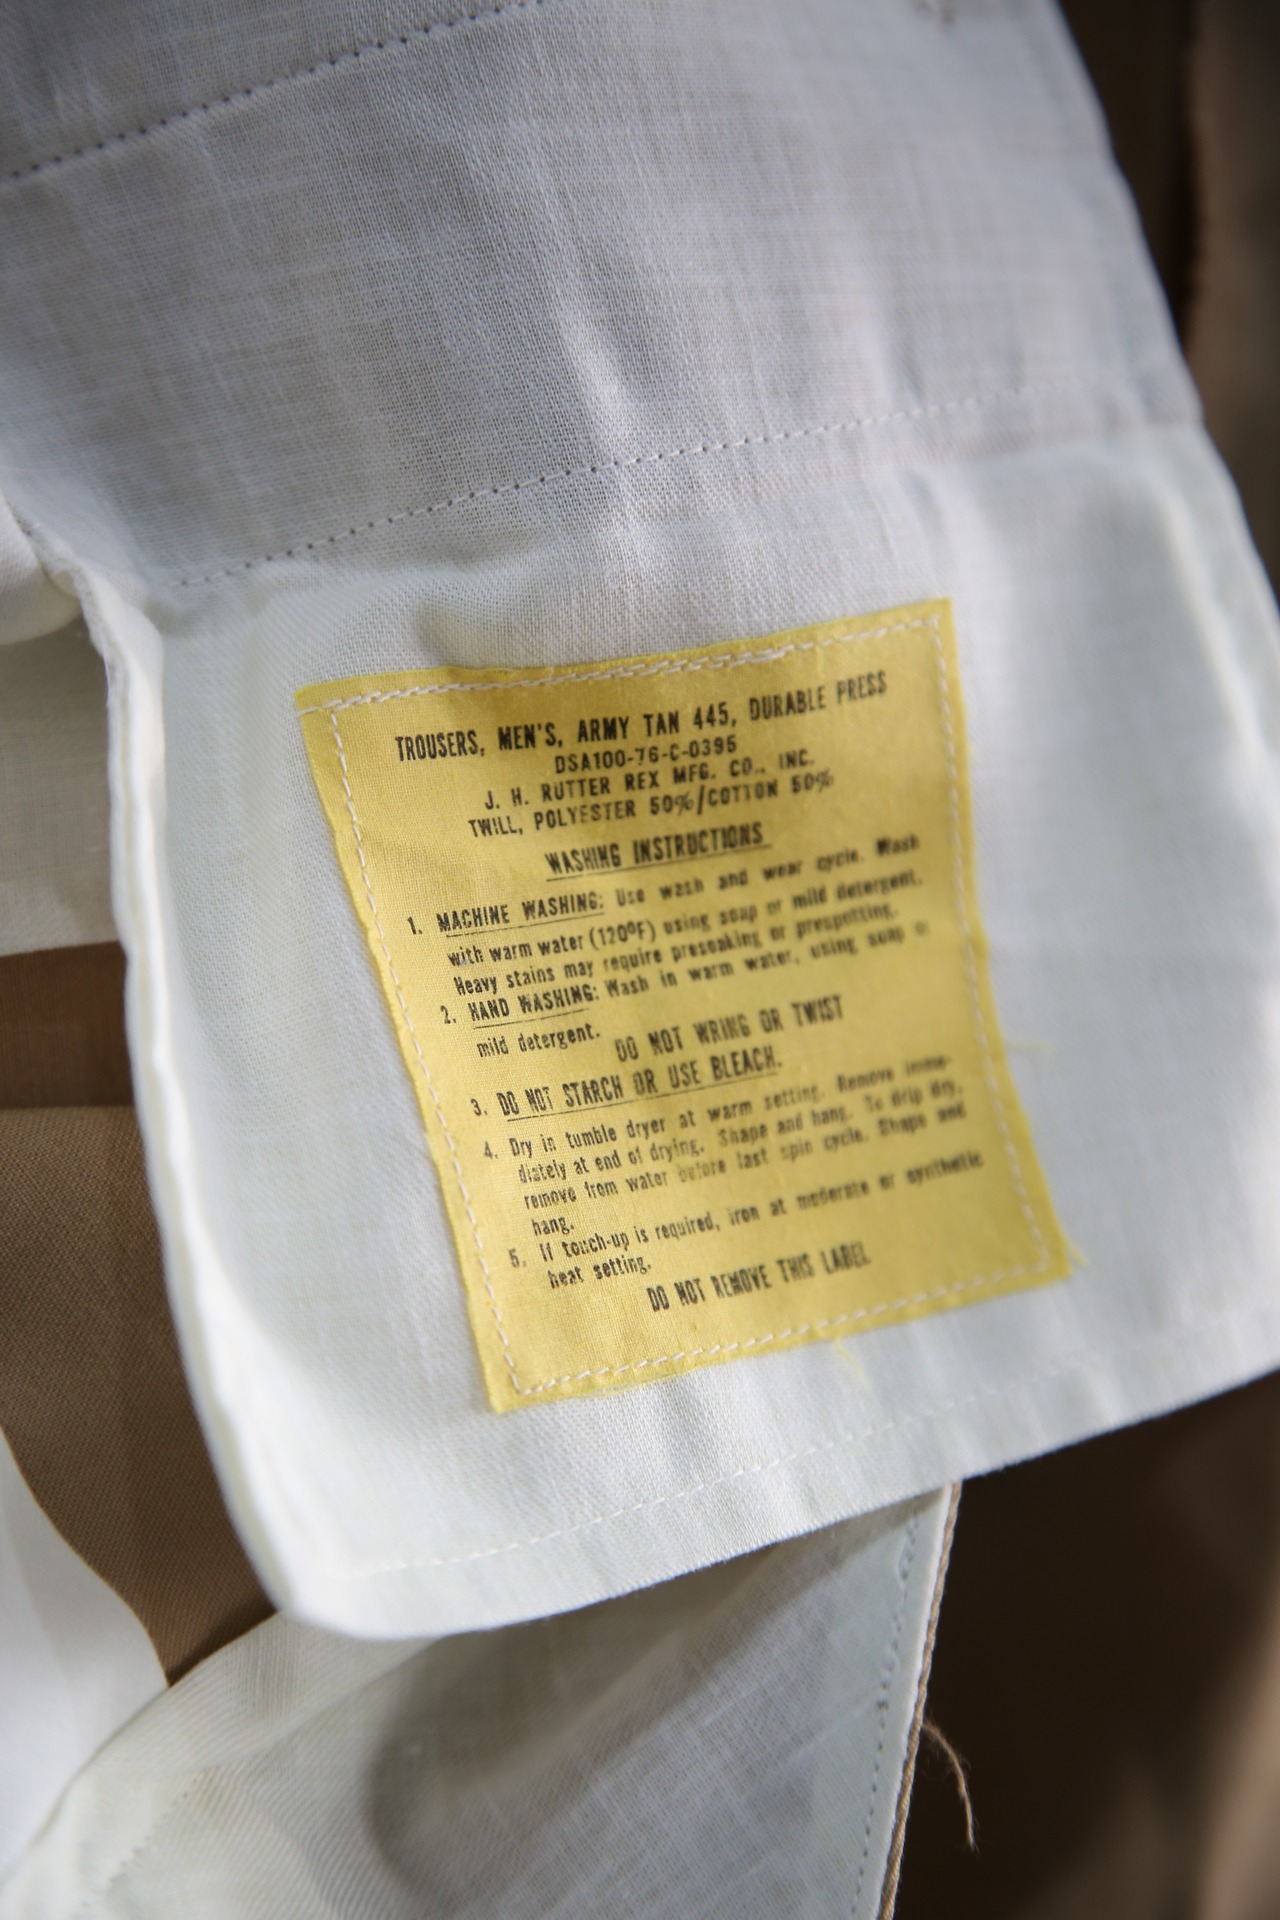 TROUSERS, MEN'S, ARMY TAN 445, DURABLE PRESS
DSA100-76-C-0395
J. H. RUTTER REX MFG. CO., INC.
TWILL, POLYESTER 50%/COTTON 50%
WASHING INSTRUCTIONS
1. MACHINE WASHING: Use wash and wear cycle. Wash
with warm water (120ºF) using soap or mild detergent.
Heavy stains may require presoaking or prespotting.
2. HAND WASHING: Wash in warm water, using soap or
mild detergent.
DO NOT WRING OR TWIST
3. DO NOT STARCH OR USE BLEACH.
4. Dry in tumble dryer at warm setting. Remove imme-
diately at end of drying. Shape and hang. To drip dry,
remove from water before last spin cycle. Shape and
hang.
5. If touch-up is required, iron at moderate or synthetic
heat setting.
DO NOT REMOVE THIS LABEL